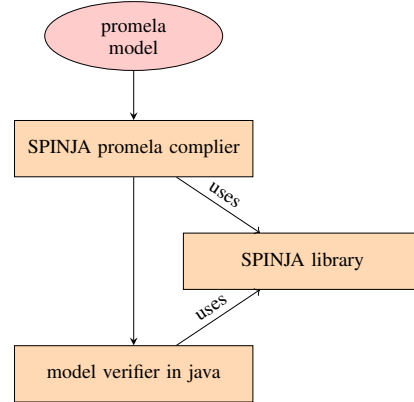 promela
model
SPINJA promela complier
uses
SPINJA library
uses
model verifier in java